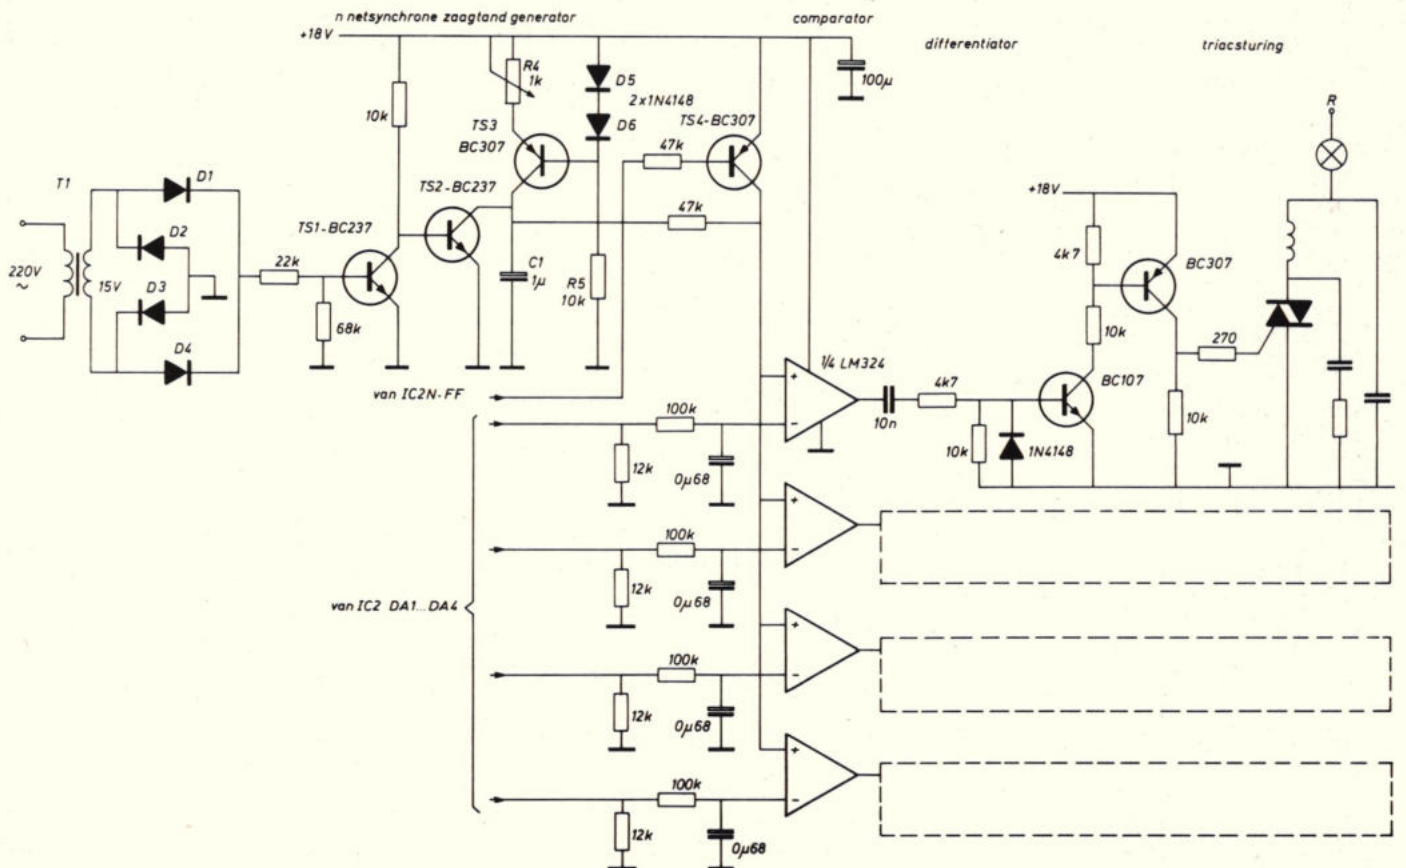 n netsynchrone zaagtand generator
comparator
differentiator
triacsturing
+18V
R4
1k
D5
2x1N4148
D6
100µ
10k
TS3
BC307
TS4-BC307
47k
R
T1
D1
D2
D3
D4
220V
~
15V
TS1-BC237
TS2-BC237
22k
68k
C1
1µ
R5
10k
47k
+18V
4k7
BC307
10k
270
BC107
10k
van IC2N-FF
1/4 LM324
+
-
4k7
10n
10k
1N4148
100k
12k
0µ68
van IC2 DA1...DA4
100k
12k
0µ68
+
-
100k
12k
0µ68
+
-
100k
12k
0µ68
+
-